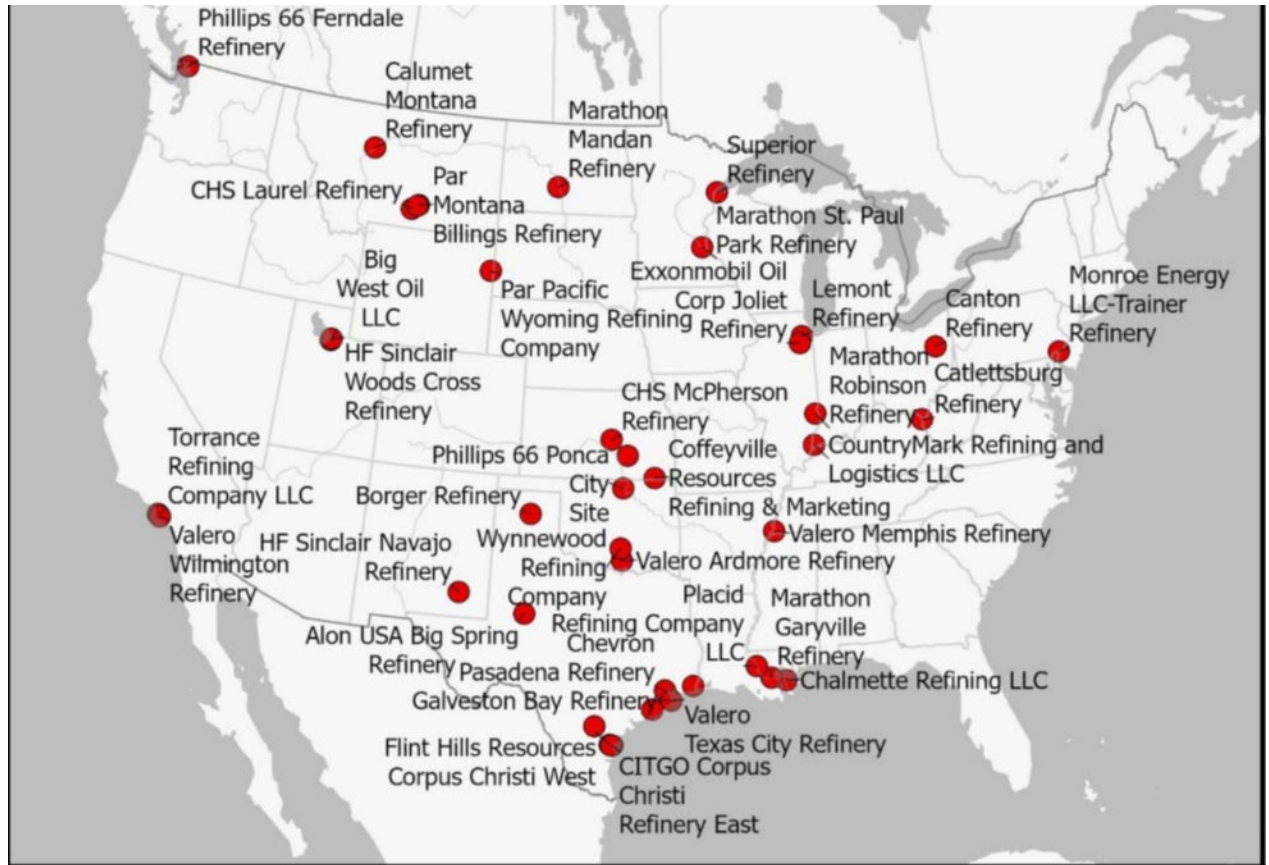 Phillips 66 Ferndale
Refinery
Calumet
Montana
Refinery
Marathon
Mandan
Refinery
Superior
Refinery
CHS Laurel Refinery
Par
Montana
Billings Refinery
Marathon St. Paul
Park Refinery
Big
West Oil
LLC
Par Pacific
Wyoming Refining
Company
Exxonmobil Oil
Corp Joliet
Refinery
Lemont
Refinery
Canton
Refinery
Monroe Energy
LLC-Trainer
Refinery
HF Sinclair
Woods Cross
Refinery
Marathon
Robinson
Refinery
Catlettsburg
Refinery
CHS McPherson
Refinery
CountryMark Refining and
Logistics LLC
Torrance
Refining
Company LLC
Phillips 66 Ponca
City
Site
Coffeyville
Resources
Refining & Marketing
Borger Refinery
Valero
Wilmington
Refinery
HF Sinclair Navajo
Refinery
Wynnewood
Refining
Company
Valero Memphis Refinery
Valero Ardmore Refinery
Placid
Refining Company
LLC
Marathon
Garyville
Refinery
Alon USA Big Spring
Refinery
Chevron
Pasadena Refinery
Chalmette Refining LLC
Galveston Bay Refinery
Valero
Texas City Refinery
Flint Hills Resources
Corpus Christi West
CITGO Corpus
Christi
Refinery East